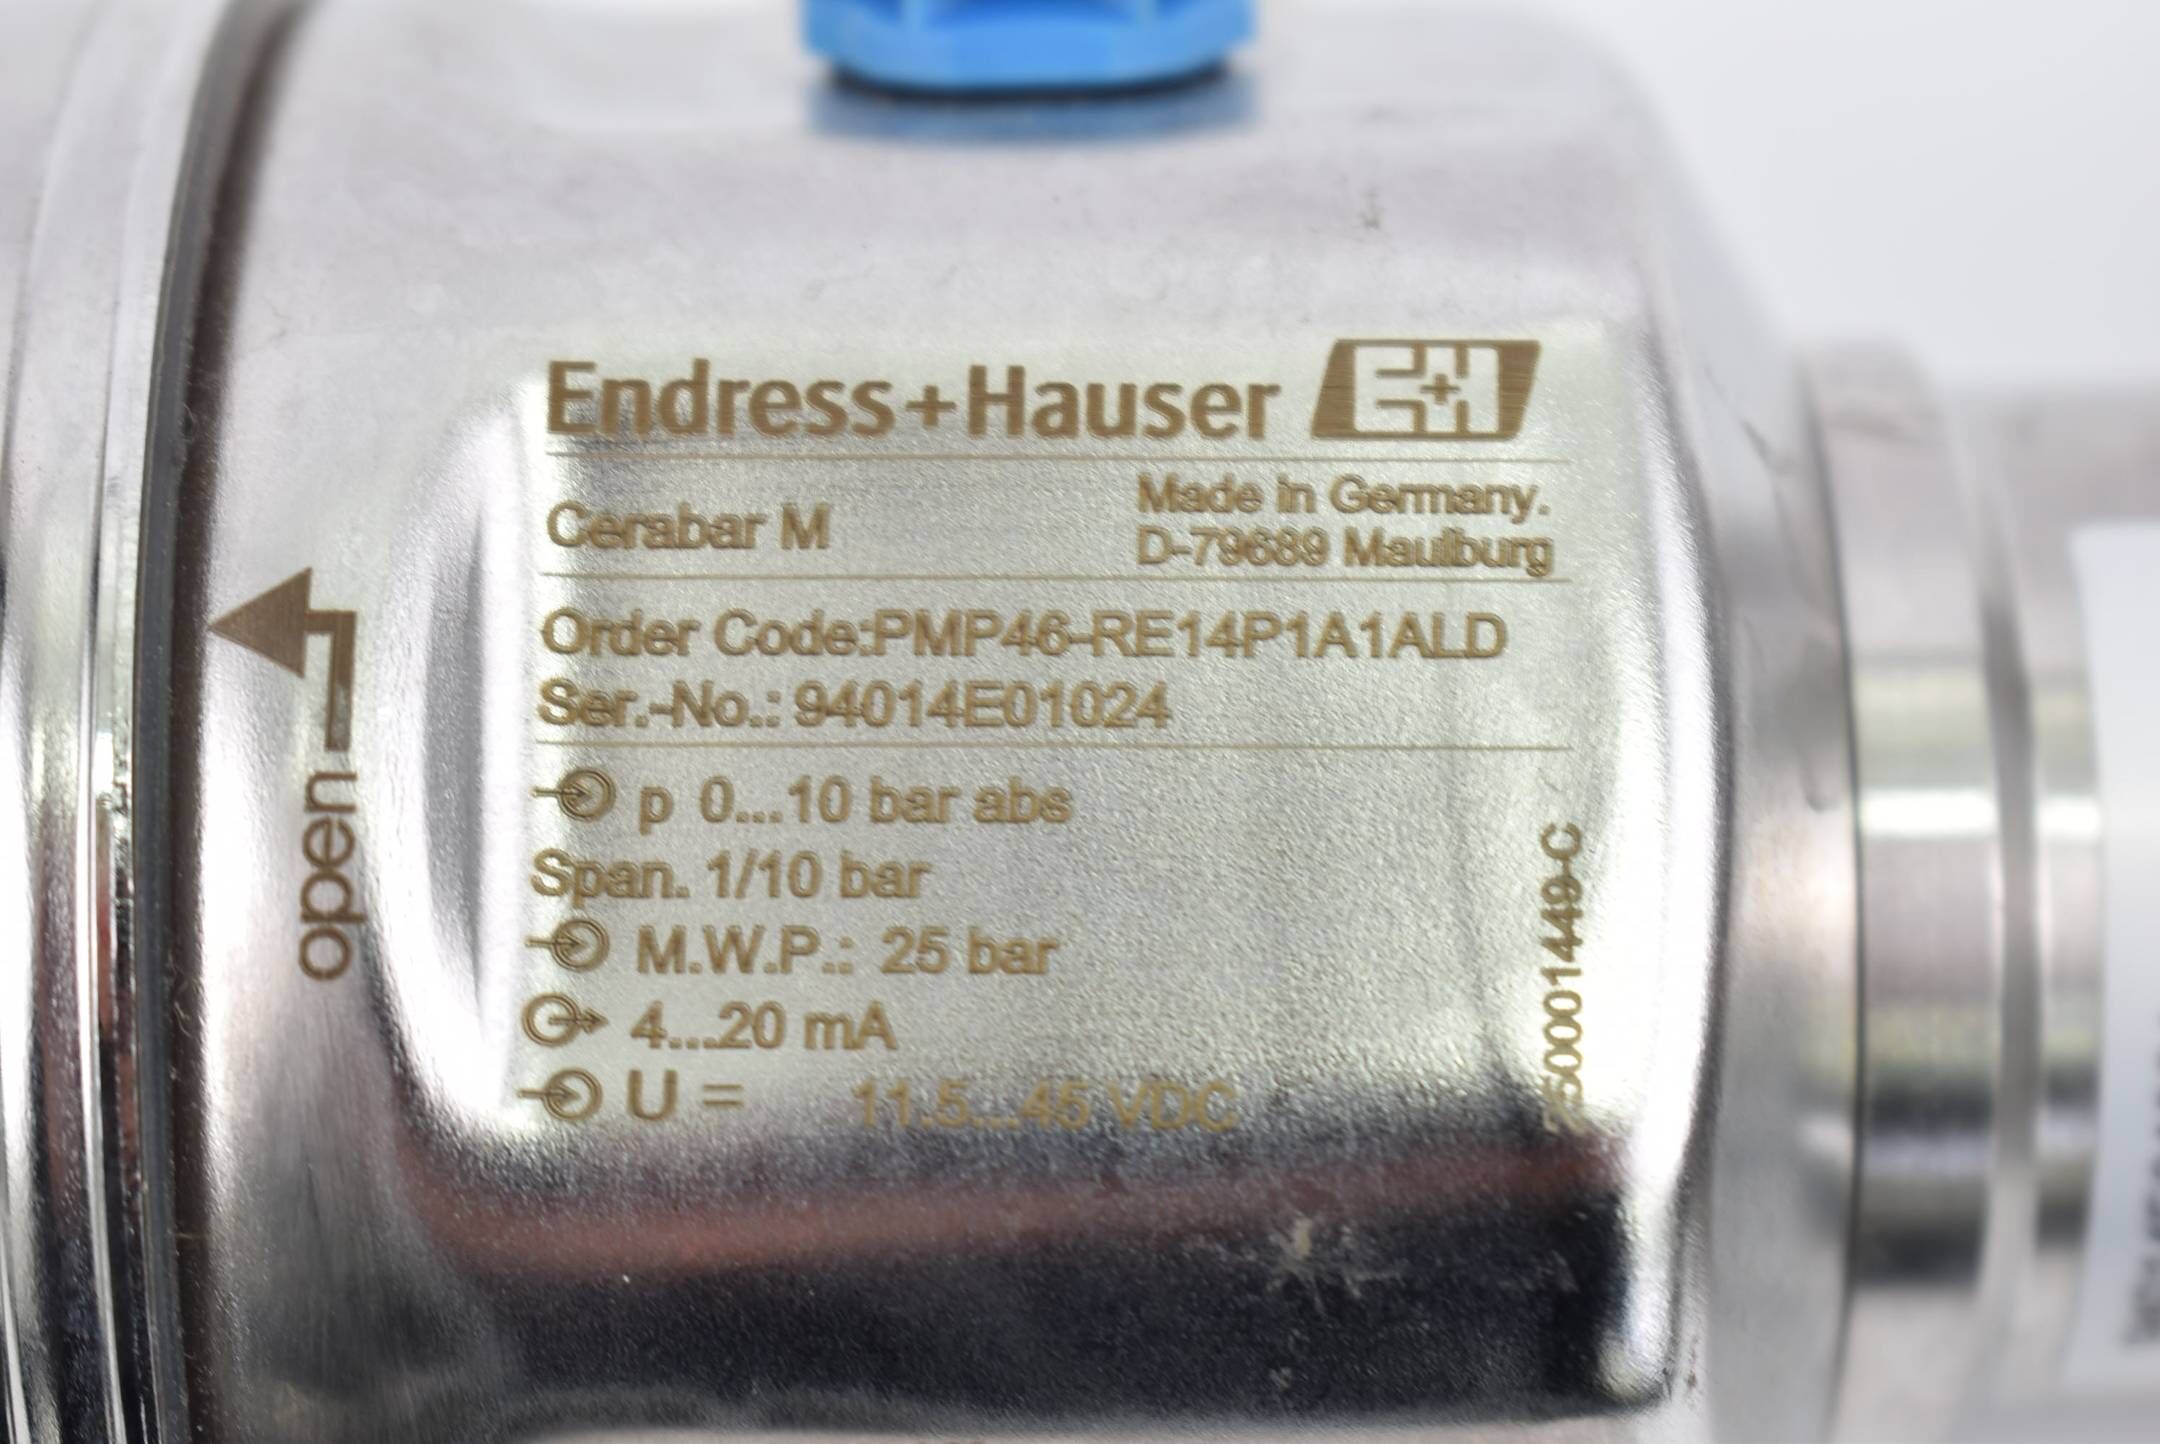 Endress+Hauser E+H
Cerabar M
Made in Germany.
D-79689 Maulburg
Order Code:PMP46-RE14P1A1ALD
Ser.-No.: 94014E01024
p 0...10 bar abs
Span. 1/10 bar
M.W.P.: 25 bar
4...20 mA
U = 11.5...45 VDC
250001449-C
open